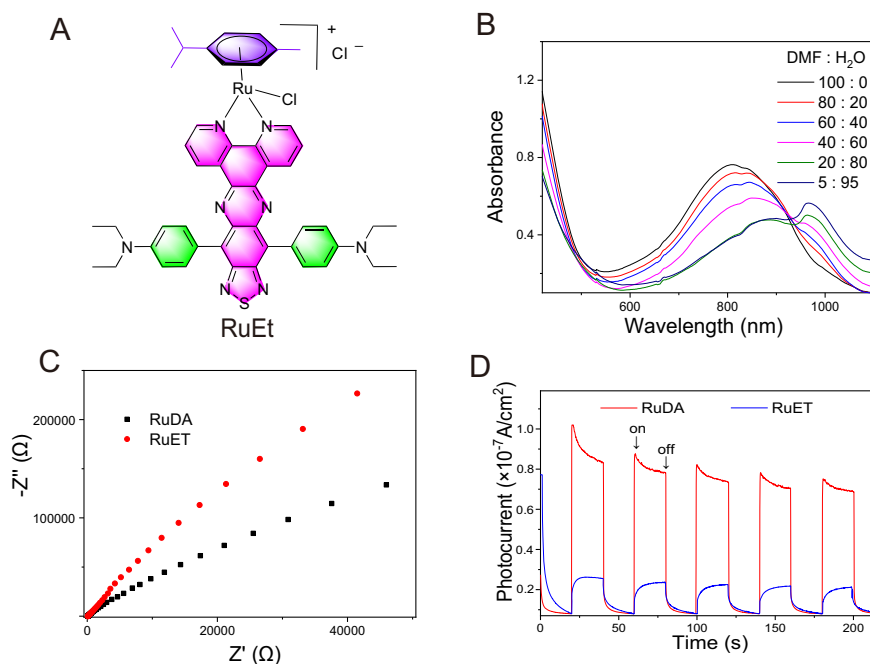 A
+
Cl −
Ru
Cl
N N
N N
N N
N N
S
RuEt
B
DMF : H₂O
100 : 0
80 : 20
60 : 40
40 : 60
20 : 80
5 : 95
1.2
0.8
0.4
Absorbance
600 800 1000
Wavelength (nm)
C
RuDA
RuET
200000
100000
0
-Z'' (Ω)
0 20000 40000
Z' (Ω)
D
RuDA RuET
on
off
1.0
0.8
0.6
0.4
0.2
Photocurrent (×10⁻⁷A/cm²)
0 50 100 150 200
Time (s)